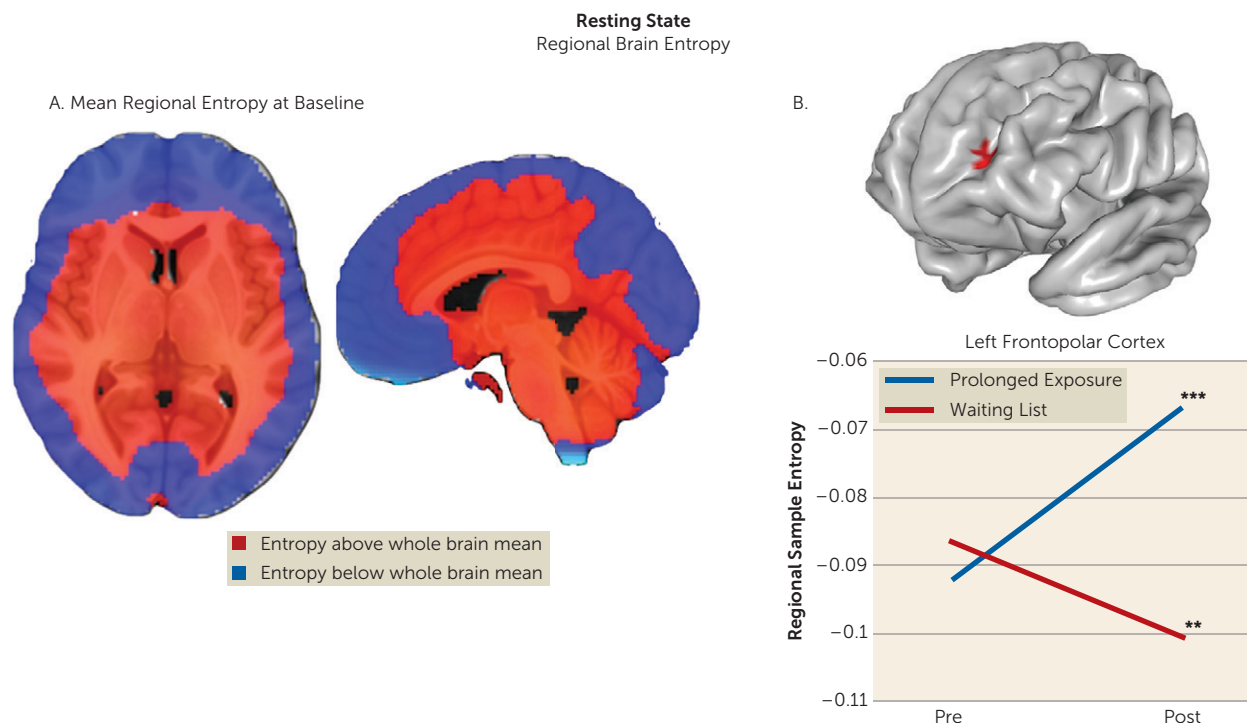 Resting State
Regional Brain Entropy
A. Mean Regional Entropy at Baseline
B.
Entropy above whole brain mean
Entropy below whole brain mean
Left Frontopolar Cortex
Prolonged Exposure
Waiting List
***
**
Regional Sample Entropy
−0.06
−0.07
−0.08
−0.09
−0.1
−0.11
Pre
Post